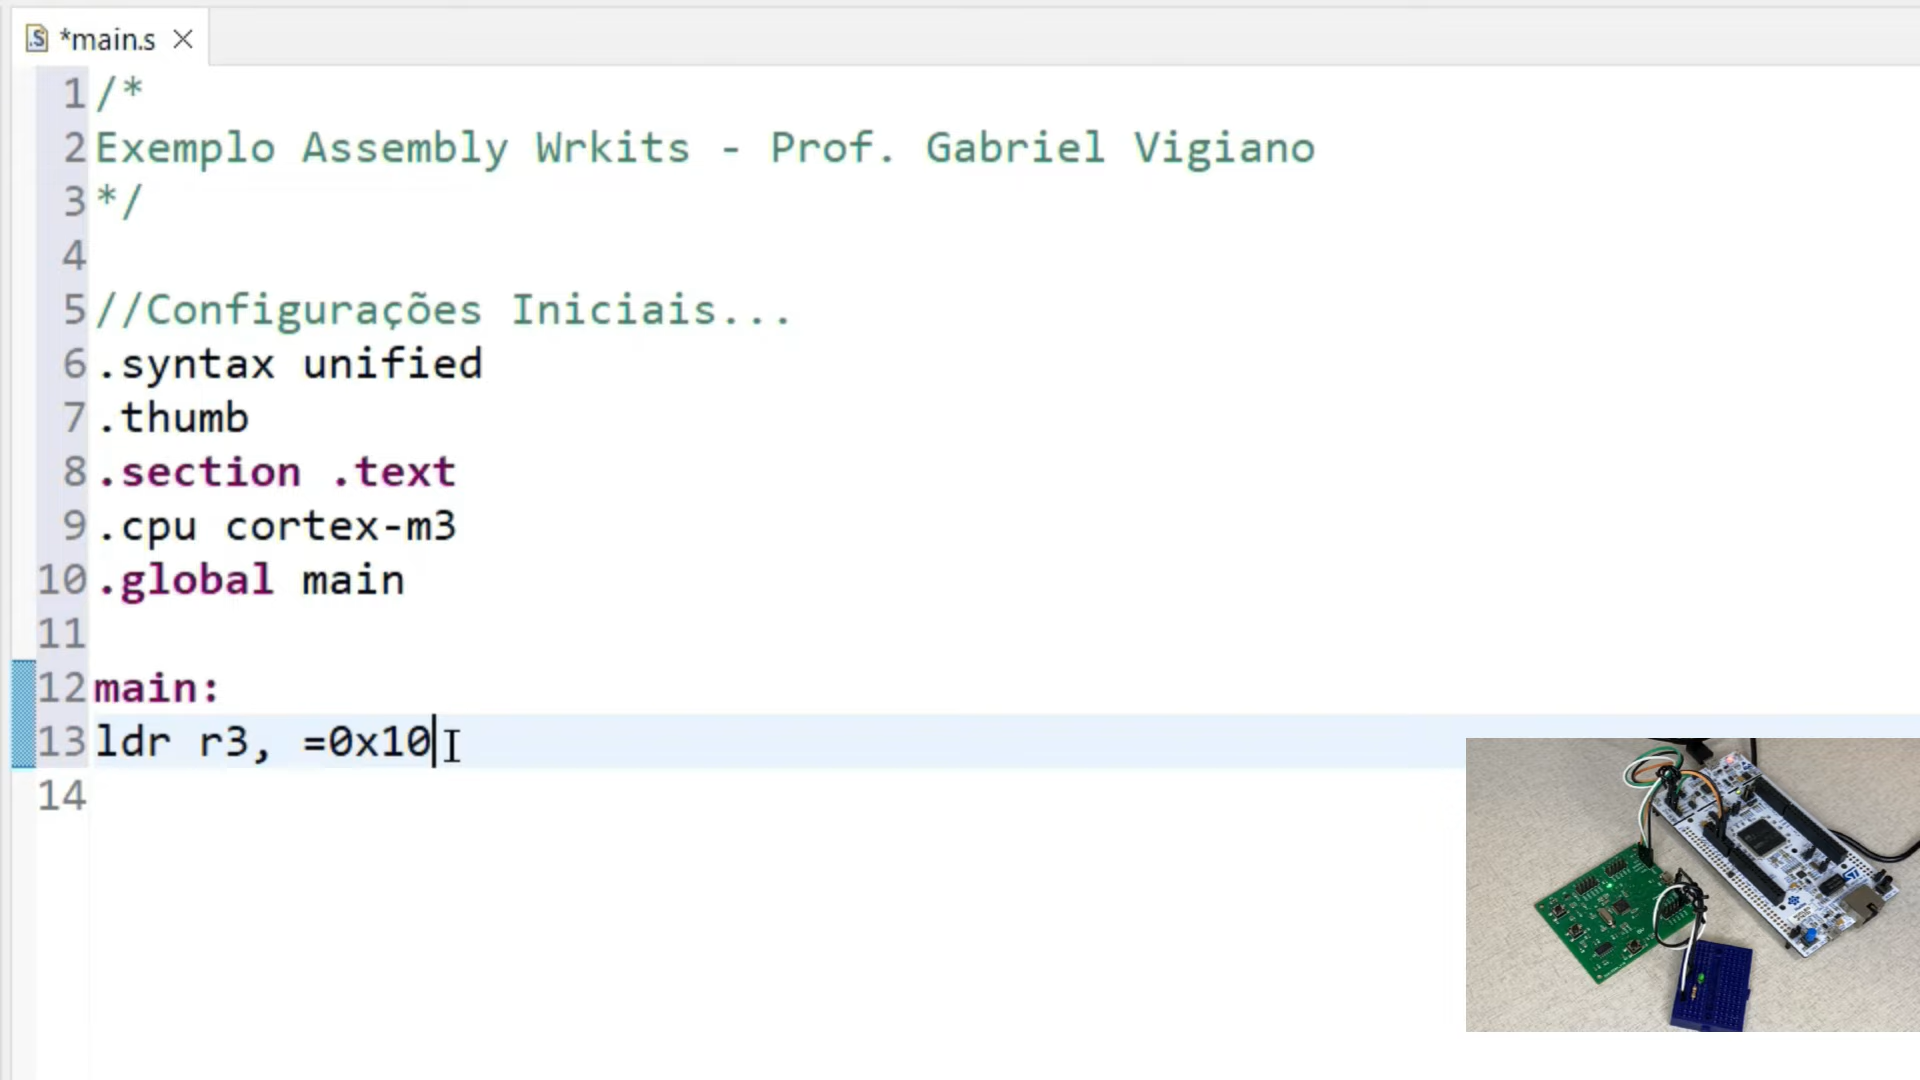 *main.s
1 /*
2 Exemplo Assembly Wrkits - Prof. Gabriel Vigiano
3 */
4
5 //Configurações Iniciais...
6 .syntax unified
7 .thumb
8 .section .text
9 .cpu cortex-m3
10 .global main
11
12 main:
13 ldr r3, =0x10
14